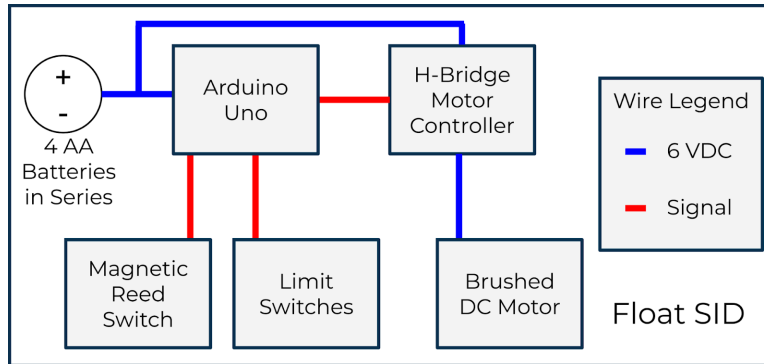 +
-
4 AA
Batteries
in Series
Arduino
Uno
H-Bridge
Motor
Controller
Magnetic
Reed
Switch
Limit
Switches
Brushed
DC Motor
Wire Legend
6 VDC
Signal
Float SID